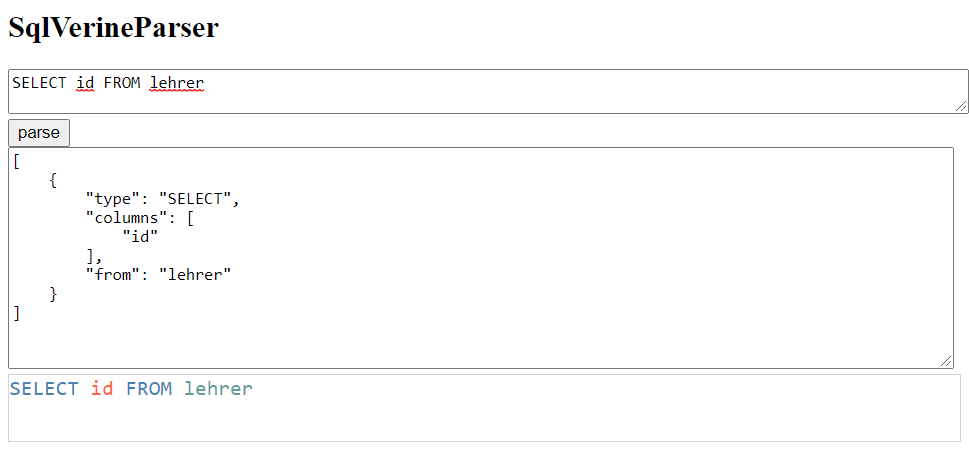 SqlVerineParser
SELECT id FROM lehrer
parse
[
    {
        "type": "SELECT",
        "columns": [
            "id"
        ],
        "from": "lehrer"
    }
]
SELECT id FROM lehrer